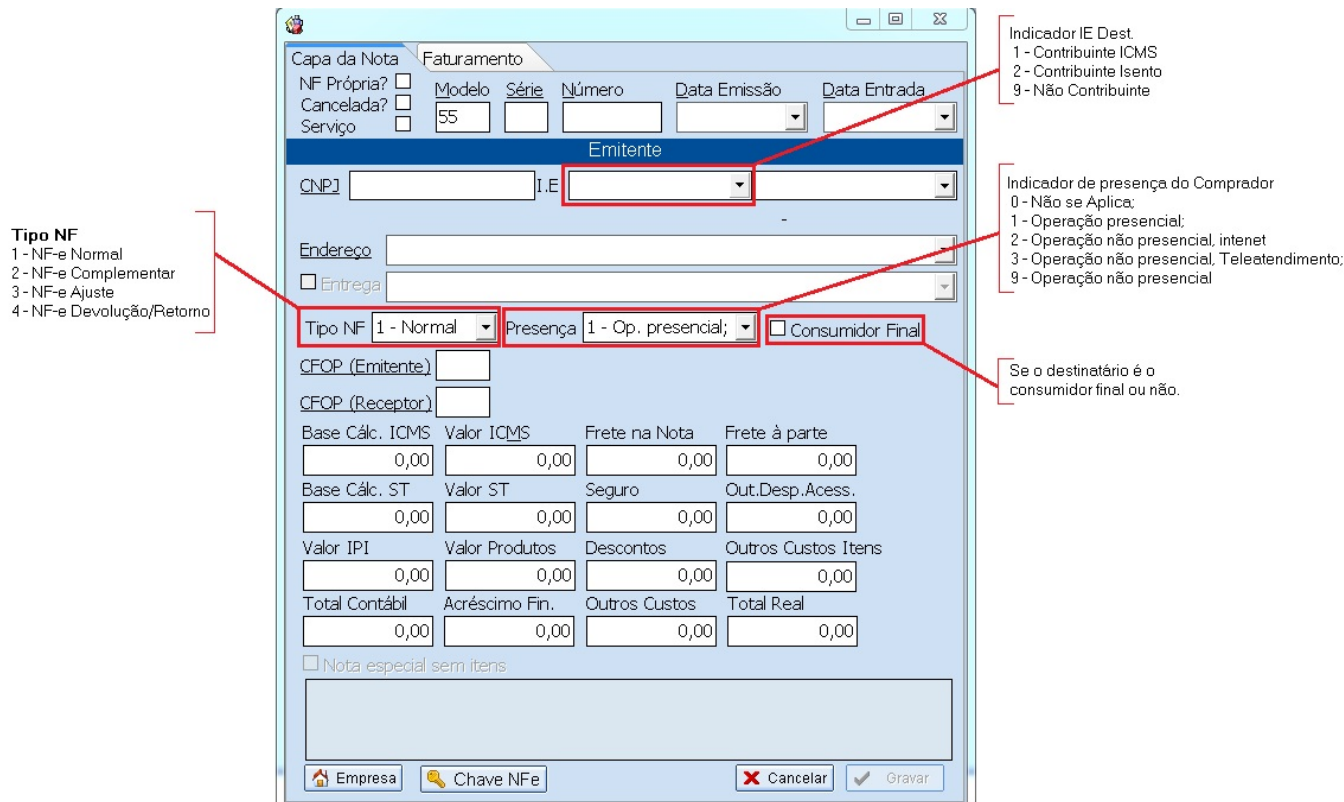 Capa da Nota Faturamento
NF Própria?
Cancelada?
Serviço
Modelo Série Número Data Emissão Data Entrada
55
Emitente
CNPJ I.E
-
Endereço
Entrega
Tipo NF 1 - Normal Presença 1 - Op. presencial; Consumidor Final
CFOP (Emitente)
CFOP (Receptor)
Base Cálc. ICMS Valor ICMS Frete na Nota Frete à parte
0,00 0,00 0,00 0,00
Base Cálc. ST Valor ST Seguro Out.Desp.Acess.
0,00 0,00 0,00 0,00
Valor IPI Valor Produtos Descontos Outros Custos Itens
0,00 0,00 0,00 0,00
Total Contábil Acréscimo Fin. Outros Custos Total Real
0,00 0,00 0,00 0,00
Nota especial sem itens
Empresa Chave NFe Cancelar Gravar
Tipo NF
1 - NF-e Normal
2 - NF-e Complementar
3 - NF-e Ajuste
4 - NF-e Devolução/Retorno
Indicador IE Dest.
1 - Contribuinte ICMS
2 - Contribuinte Isento
9 - Não Contribuinte
Indicador de presença do Comprador
0 - Não se Aplica;
1 - Operação presencial;
2 - Operação não presencial, intenet
3 - Operação não presencial, Teleatendimento;
9 - Operação não presencial
Se o destinatário é o
consumidor final ou não.